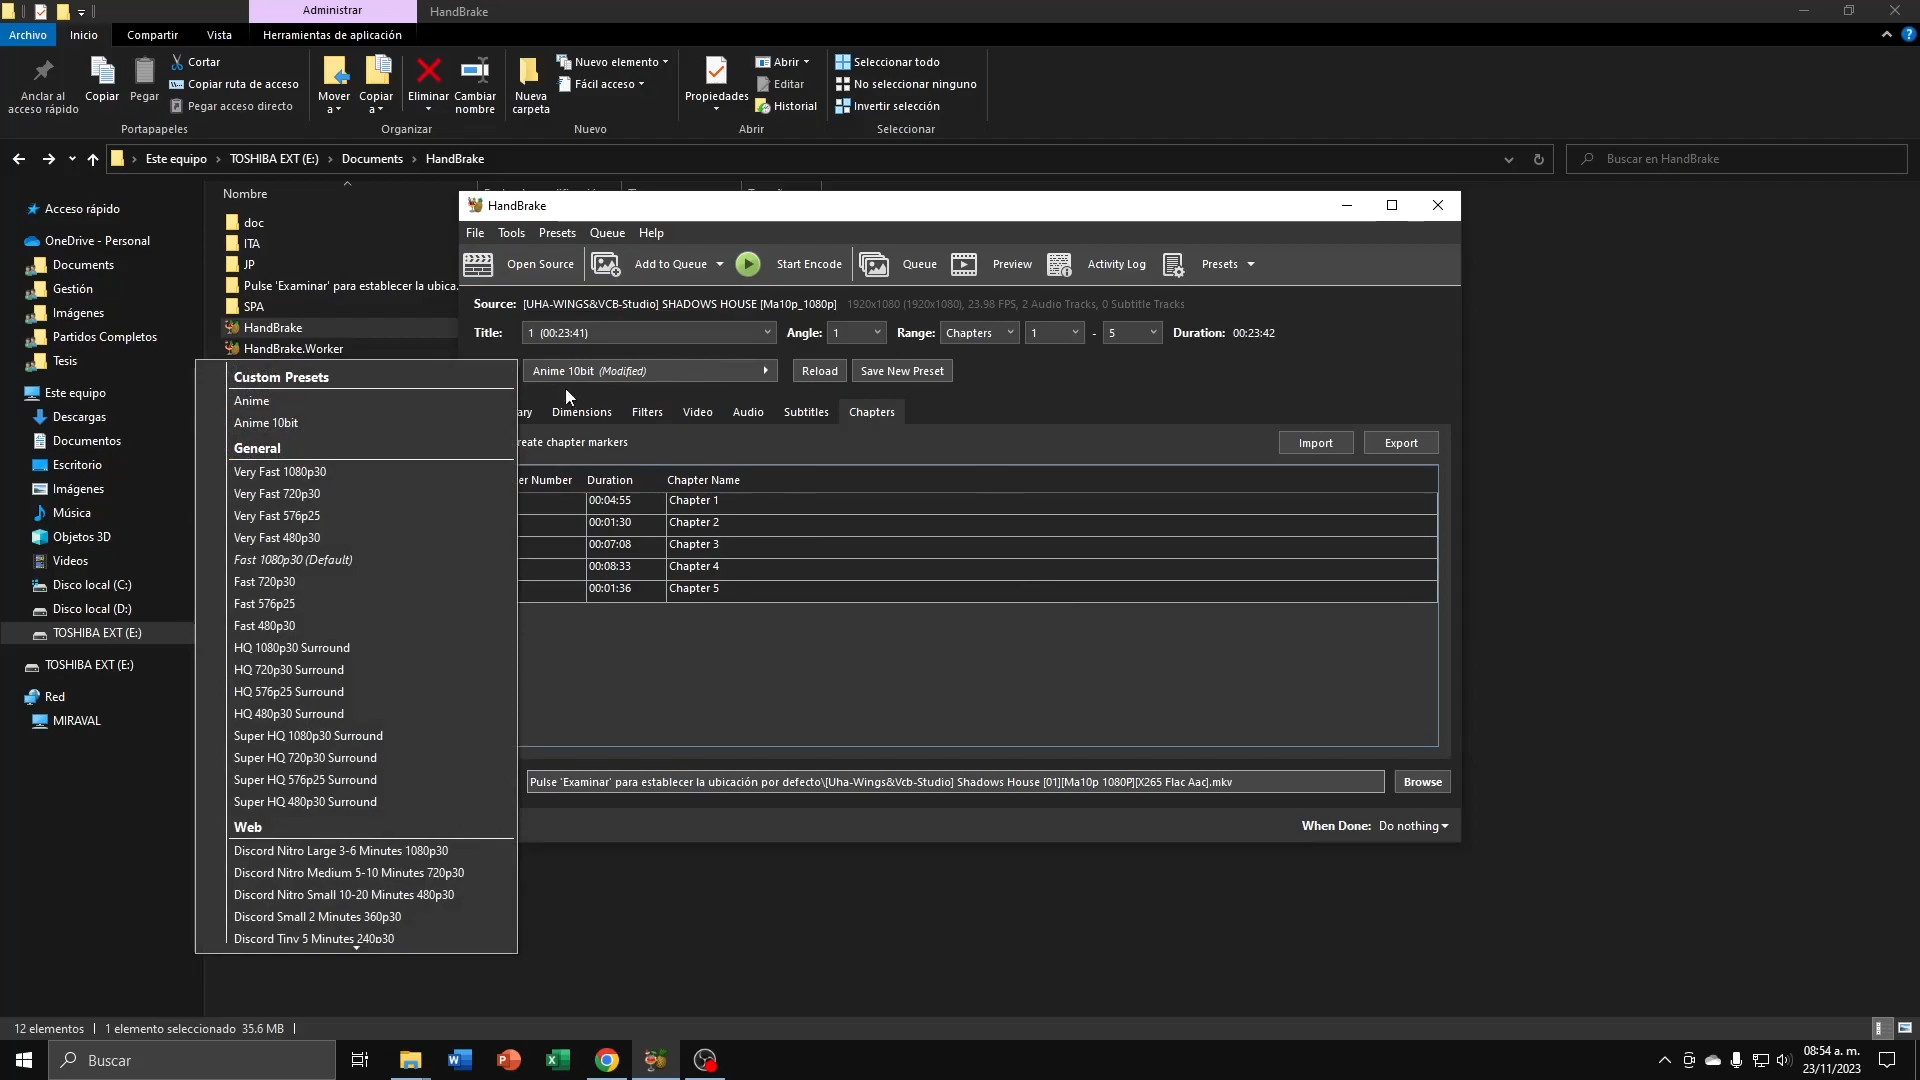 Administrar
HandBrake
Archivo
Inicio
Compartir
Vista
Herramientas de aplicación
Anclar al acceso rápido
Copiar
Pegar
Cortar
Copiar ruta de acceso
Pegar acceso directo
Mover a
Copiar a
Eliminar
Cambiar nombre
Nueva carpeta
Nuevo elemento
Fácil acceso
Propiedades
Abrir
Editar
Historial
Seleccionar todo
No seleccionar ninguno
Invertir selección
Portapapeles
Organizar
Nuevo
Abrir
Seleccionar
Este equipo
TOSHIBA EXT (E:)
Documents
HandBrake
Buscar en HandBrake
Acceso rápido
OneDrive - Personal
Documents
Gestión
Imágenes
Partidos Completos
Tesis
Este equipo
Descargas
Documentos
Escritorio
Imágenes
Música
Objetos 3D
Videos
Disco local (C:)
Disco local (D:)
TOSHIBA EXT (E:)
TOSHIBA EXT (E:)
Red
MIRAVAL
Nombre
doc
ITA
JP
Pulse 'Examinar' para establecer la ubica.
SPA
HandBrake
HandBrake.Worker
Custom Presets
Anime
Anime 10bit
General
Very Fast 1080p30
Very Fast 720p30
Very Fast 576p25
Very Fast 480p30
Fast 1080p30 (Default)
Fast 720p30
Fast 576p25
Fast 480p30
HQ 1080p30 Surround
HQ 720p30 Surround
HQ 576p25 Surround
HQ 480p30 Surround
Super HQ 1080p30 Surround
Super HQ 720p30 Surround
Super HQ 576p25 Surround
Super HQ 480p30 Surround
Web
Discord Nitro Large 3-6 Minutes 1080p30
Discord Nitro Medium 5-10 Minutes 720p30
Discord Nitro Small 10-20 Minutes 480p30
Discord Small 2 Minutes 360p30
Discord Tiny 5 Minutes 240p30
HandBrake
File Tools Presets Queue Help
Open Source Add to Queue Start Encode Queue Preview Activity Log Presets
Source: [UHA-WINGS&VCB-Studio] SHADOWS HOUSE [Ma10p_1080p] 1920x1080 (1920x1080), 23.98 FPS, 2 Audio Tracks, 0 Subtitle Tracks
Title: 1 (00:23:41) Angle: 1 Range: Chapters 1 - 5 Duration: 00:23:42
Anime 10bit (Modified) Reload Save New Preset
ary Dimensions Filters Video Audio Subtitles Chapters
reate chapter markers Import Export
er Number Duration Chapter Name
00:04:55 Chapter 1
00:01:30 Chapter 2
00:07:08 Chapter 3
00:08:33 Chapter 4
00:01:36 Chapter 5
Pulse 'Examinar' para establecer la ubicación por defecto\[Uha-Wings&Vcb-Studio] Shadows House [01][Ma10p 1080P][X265 Flac Aac].mkv Browse
When Done: Do nothing
12 elementos 1 elemento seleccionado 35.6 MB
Buscar
08:54 a. m.
23/11/2023